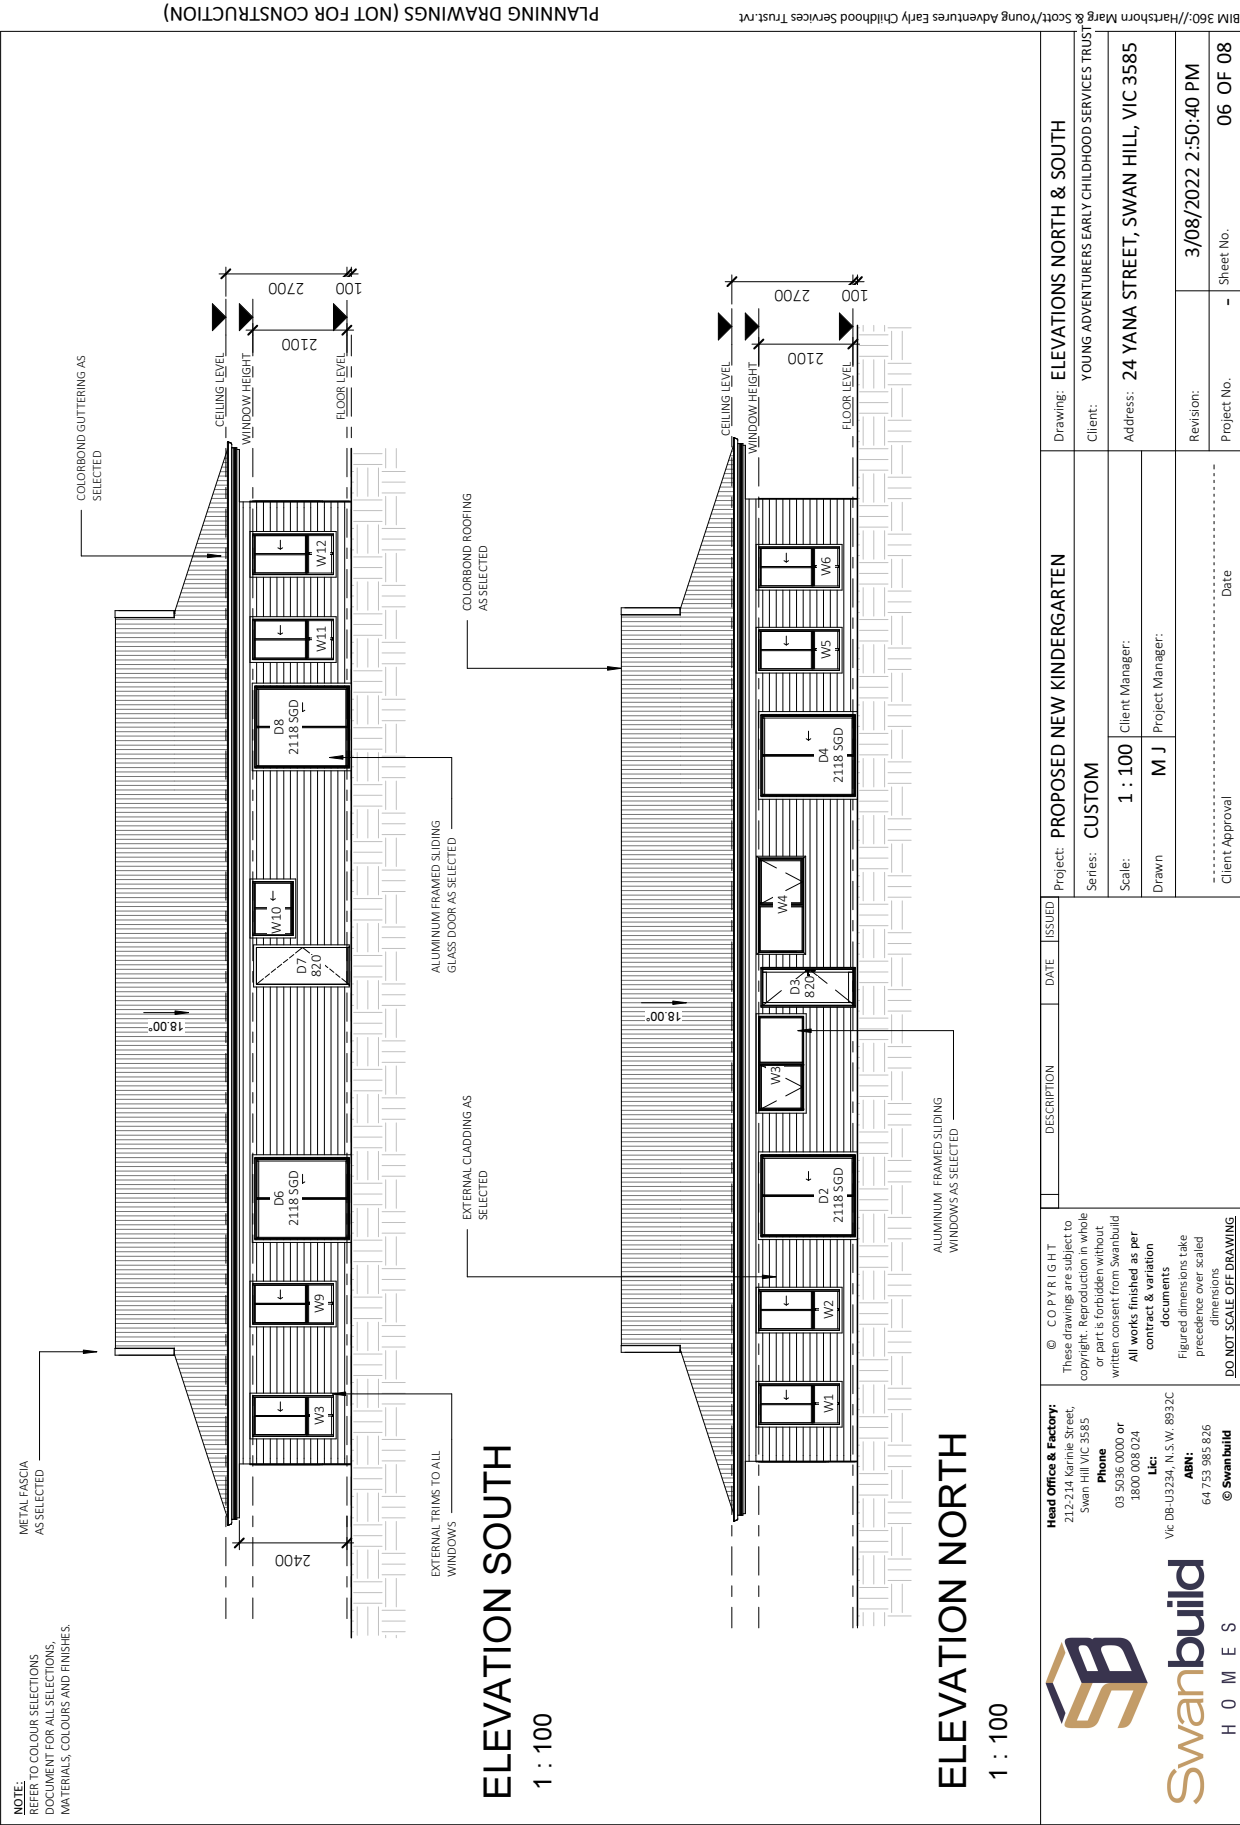 NOTE:
REFER TO COLOUR SELECTIONS
DOCUMENT FOR ALL SELECTIONS,
MATERIALS, COLOURS AND FINISHES.
METAL FASCIA
AS SELECTED
COLORBOND GUTTERING AS
SELECTED
18.00°
CEILING LEVEL
WINDOW HEIGHT
FLOOR LEVEL
2700
2100
100
2400
W3
W9
D6
2118 SGD
D7
820
W10
D8
2118 SGD
W11
W12
EXTERNAL TRIMS TO ALL
WINDOWS
ALUMINUM FRAMED SLIDING
GLASS DOOR AS SELECTED
ELEVATION SOUTH
1 : 100
EXTERNAL CLADDING AS
SELECTED
COLORBOND ROOFING
AS SELECTED
18.00°
CEILING LEVEL
WINDOW HEIGHT
FLOOR LEVEL
2700
2100
100
W1
W2
D2
2118 SGD
W3
D3
820
W4
D4
2118 SGD
W5
W6
ALUMINUM FRAMED SLIDING
WINDOWS AS SELECTED
ELEVATION NORTH
1 : 100
Swanbuild
HOMES
Head Office & Factory:
212-214 Karinie Street,
Swan Hill VIC 3585
Phone
03 5036 0000 or
1800 008 024
Lic:
Vic DB-U3234, N.S.W. 8932C
ABN:
64 753 985 826
© Swanbuild
© COPYRIGHT
These drawings are subject to
copyright. Reproduction in whole
or part is forbidden without
written consent from Swanbuild
All works finished as per
contract & variation
documents
Figured dimensions take
precedence over scaled
dimensions
DO NOT SCALE OFF DRAWING
DESCRIPTION
DATE
ISSUED
Project: PROPOSED NEW KINDERGARTEN
Series: CUSTOM
Scale: 1 : 100
Client Manager:
Drawn M J
Project Manager:
Client Approval
Date
Drawing: ELEVATIONS NORTH & SOUTH
Client: YOUNG ADVENTURERS EARLY CHILDHOOD SERVICES TRUST
Address: 24 YANA STREET, SWAN HILL, VIC 3585
Revision:
3/08/2022 2:50:40 PM
Project No. -
Sheet No. 06 OF 08
PLANNING DRAWINGS (NOT FOR CONSTRUCTION)
BIM 360://Hartshorn Marg & Scott/Young Adventures Early Childhood Services Trust.rvt